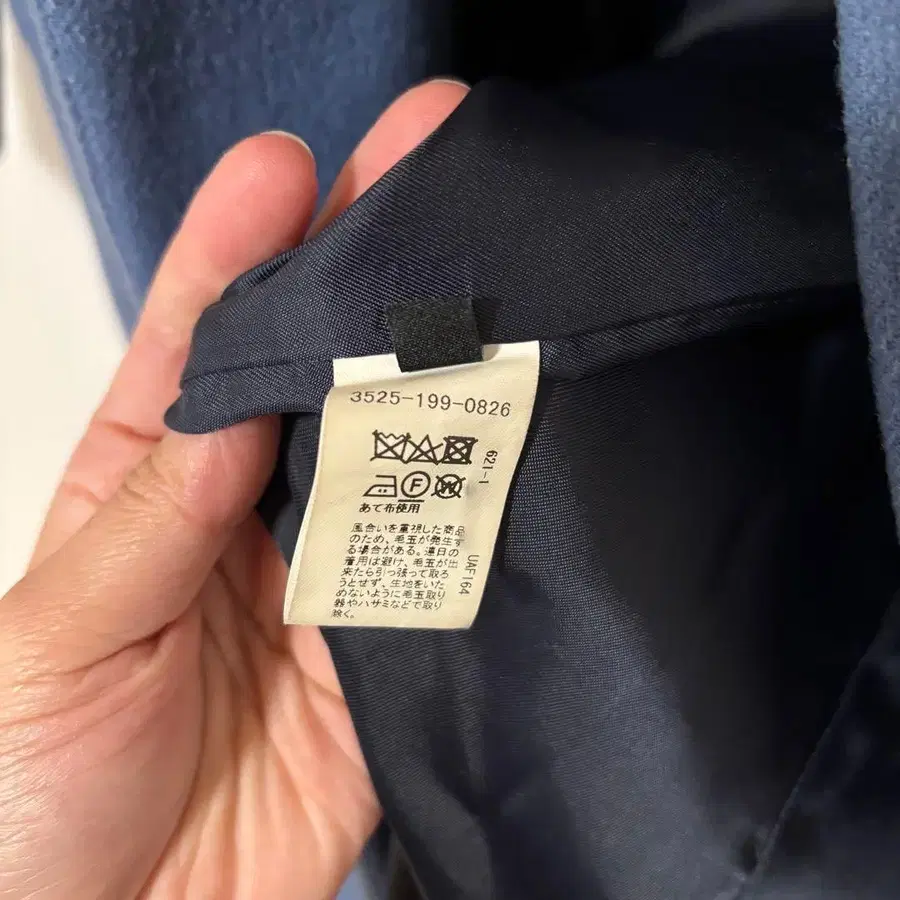 3525-199-0826
621-1
F
W
あて布使用
風合いを重視した商品
のため、毛玉が発生す
る場合がある。連日の
着用は避け、毛玉が出
来たら引っ張って取ろ
うとせず、生地をいた
めないように毛玉取り
器やハサミなどで取り
除く。
UAF164